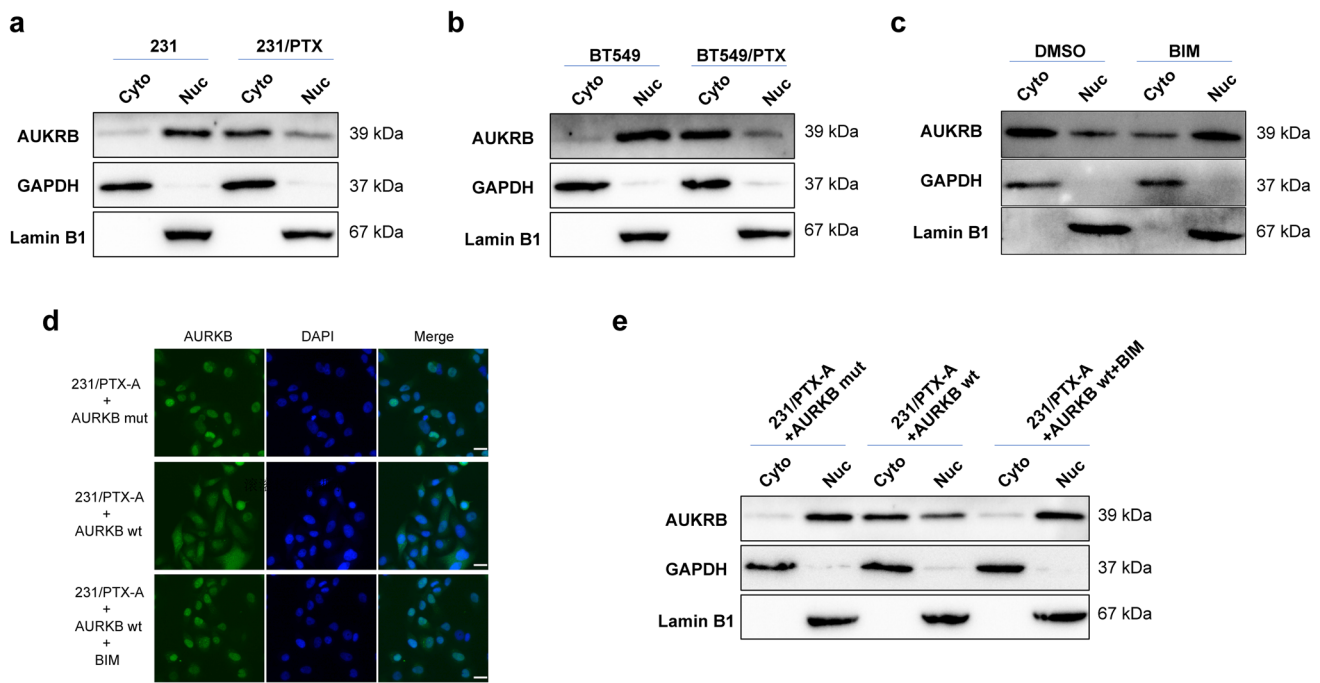 a
231 231/PTX
Cyto Nuc Cyto Nuc
AUKRB 39 kDa
GAPDH 37 kDa
Lamin B1 67 kDa
b
BT549 BT549/PTX
Cyto Nuc Cyto Nuc
AUKRB 39 kDa
GAPDH 37 kDa
Lamin B1 67 kDa
c
DMSO BIM
Cyto Nuc Cyto Nuc
AUKRB 39 kDa
GAPDH 37 kDa
Lamin B1 67 kDa
d
AURKB DAPI Merge
231/PTX-A
+
AURKB mut
231/PTX-A
+
AURKB wt
231/PTX-A
+
AURKB wt
+
BIM
e
231/PTX-A
+AURKB mut
231/PTX-A
+AURKB wt
231/PTX-A
+AURKB wt+BIM
Cyto Nuc Cyto Nuc Cyto Nuc
AUKRB 39 kDa
GAPDH 37 kDa
Lamin B1 67 kDa